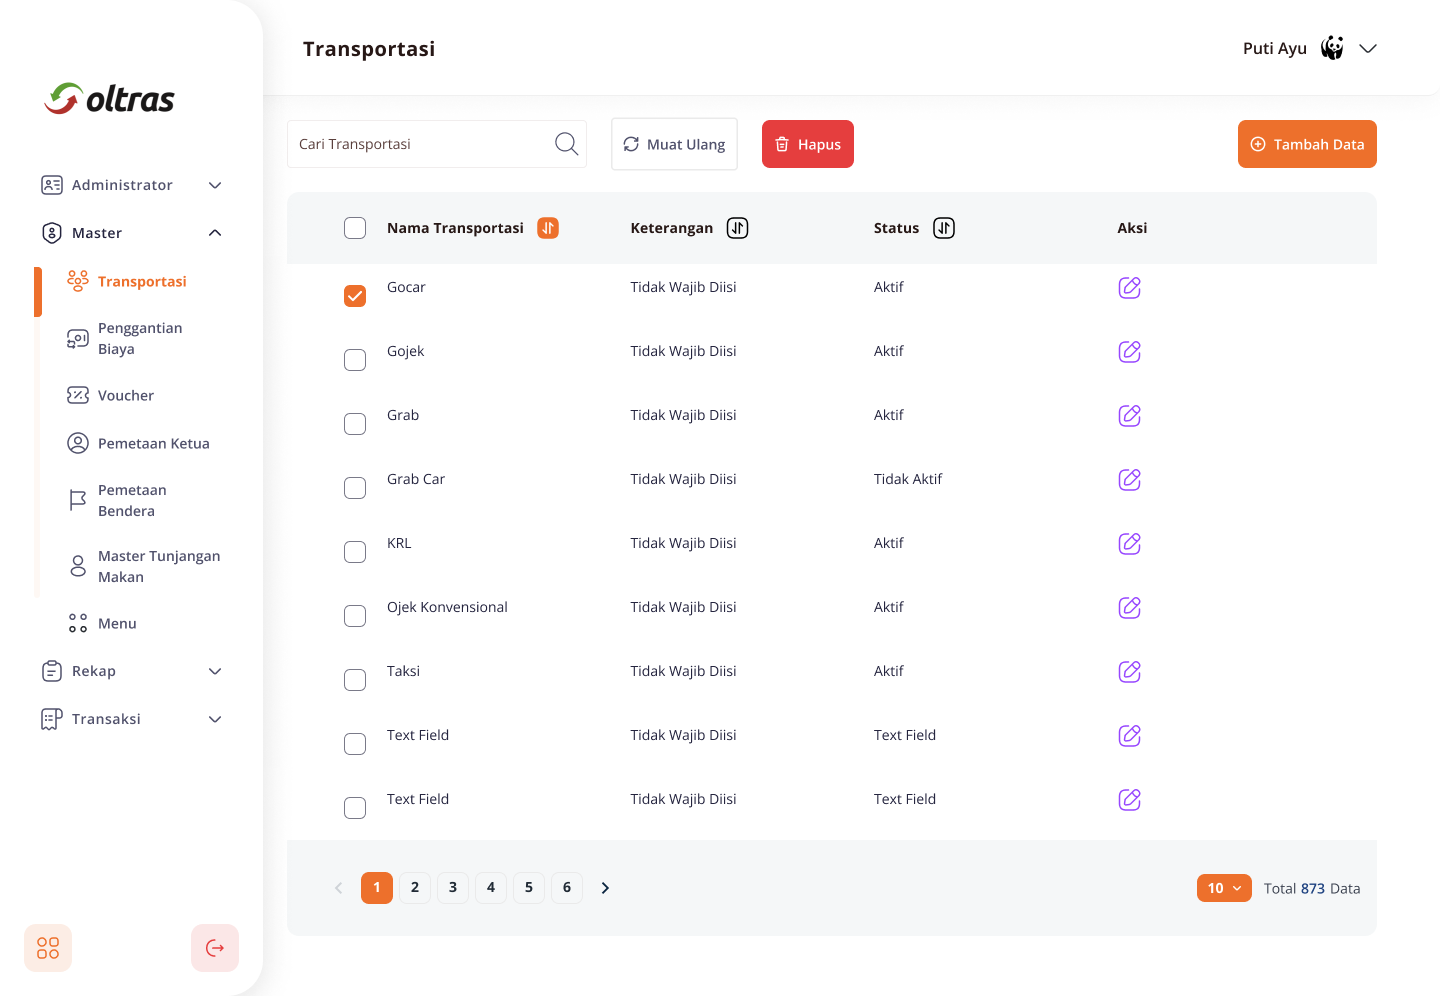 Transportasi
Puti Ayu
oltras
Cari Transportasi
Muat Ulang
Hapus
Tambah Data
Administrator
Master
Transportasi
Penggantian
Biaya
Voucher
Pemetaan Ketua
Pemetaan
Bendera
Master Tunjangan
Makan
Menu
Rekap
Transaksi
Nama Transportasi Keterangan Status Aksi
Gocar Tidak Wajib Diisi Aktif
Gojek Tidak Wajib Diisi Aktif
Grab Tidak Wajib Diisi Aktif
Grab Car Tidak Wajib Diisi Tidak Aktif
KRL Tidak Wajib Diisi Aktif
Ojek Konvensional Tidak Wajib Diisi Aktif
Taksi Tidak Wajib Diisi Aktif
Text Field Tidak Wajib Diisi Text Field
Text Field Tidak Wajib Diisi Text Field
1 2 3 4 5 6
10 Total 873 Data